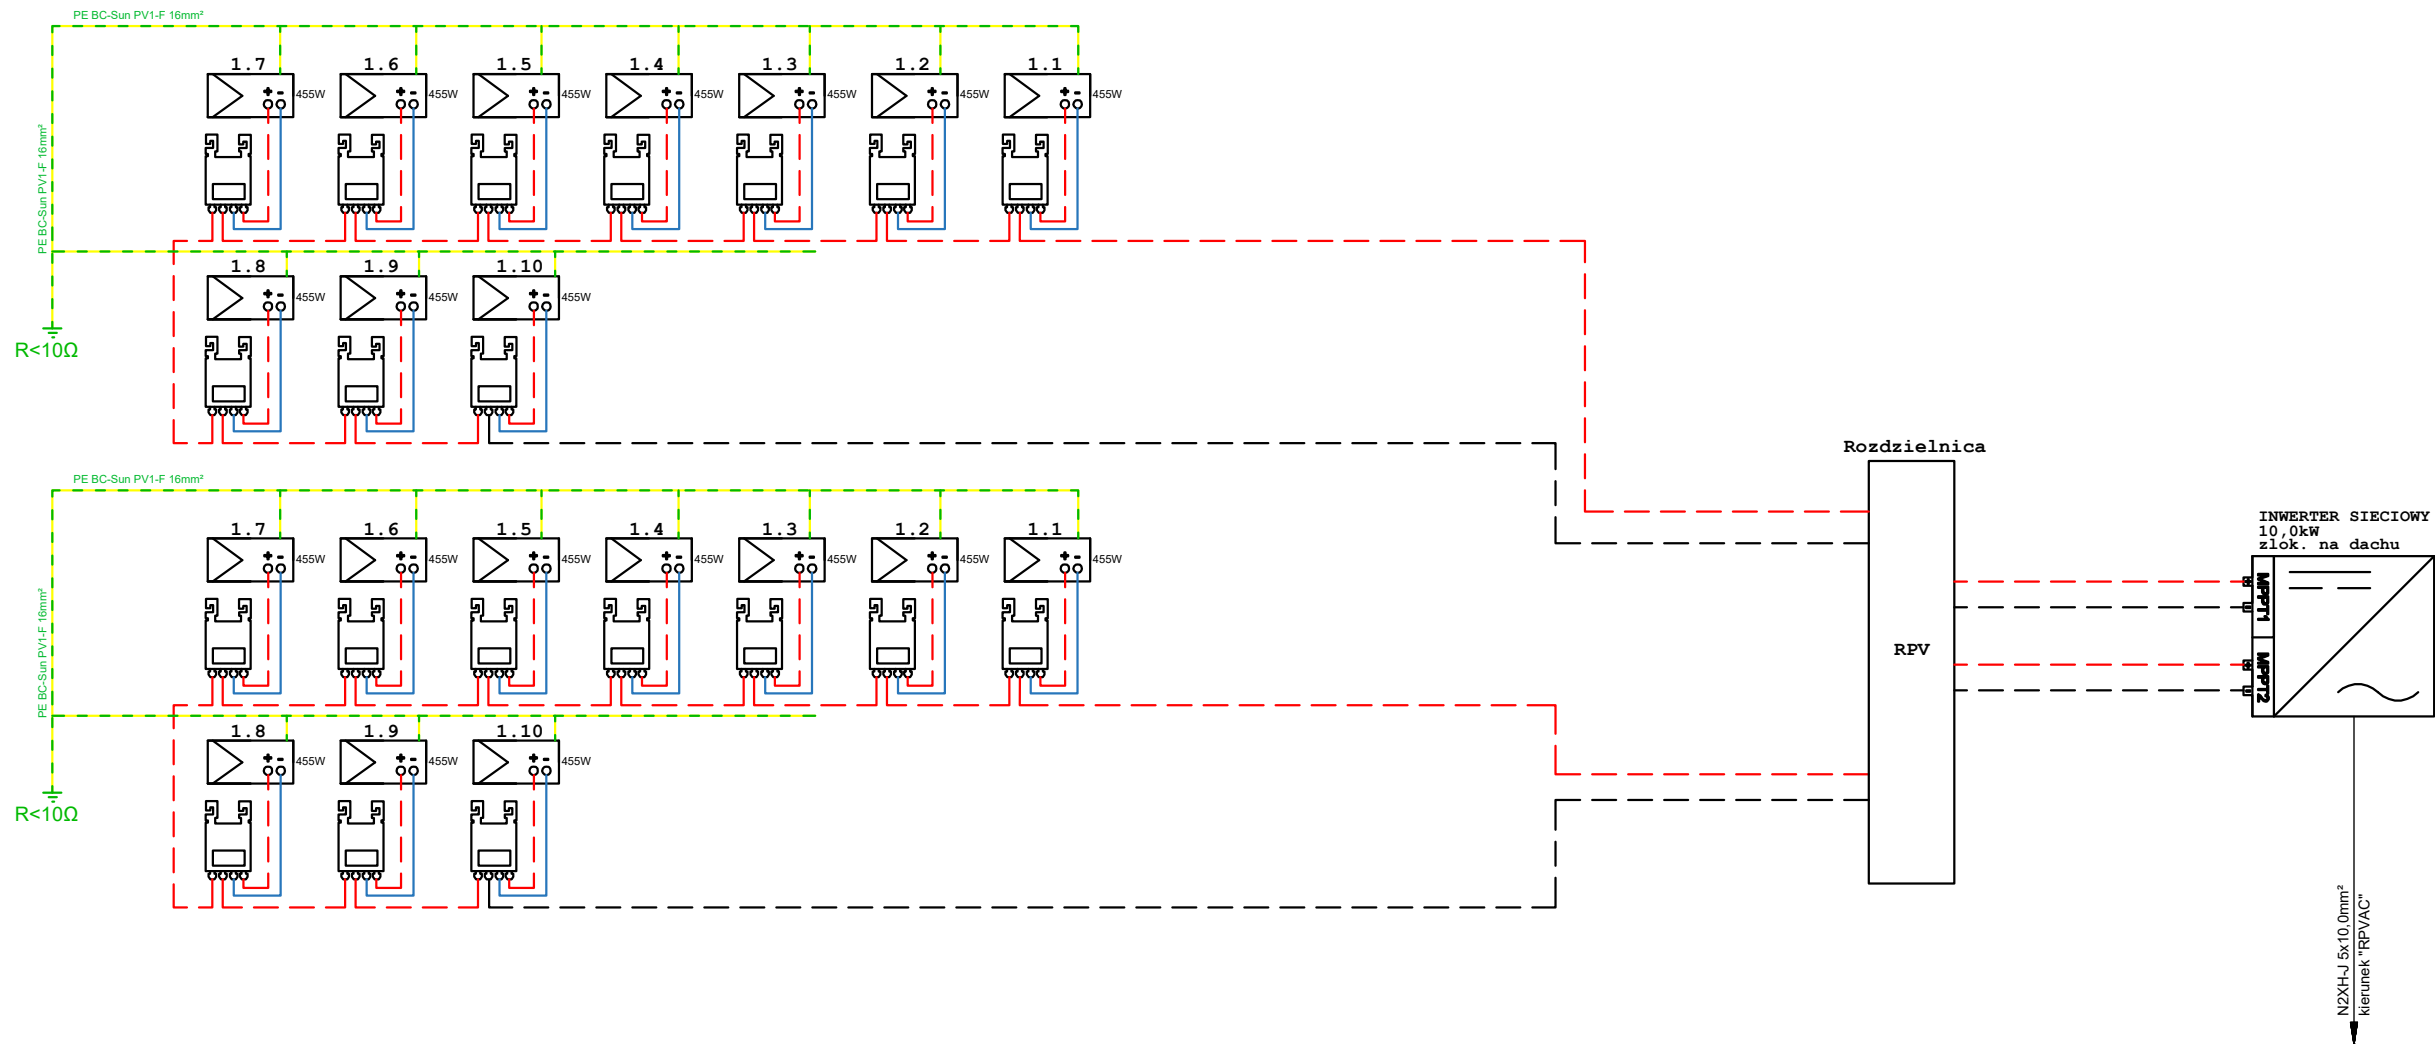 PE BC-Sun PV1-F 16mm²
1.7 1.6 1.5 1.4 1.3 1.2 1.1
+ - 455W + - 455W + - 455W + - 455W + - 455W + - 455W + - 455W
PE BC-Sun PV1-F 16mm²
1.8 1.9 1.10
+ - 455W + - 455W + - 455W
R<10Ω
PE BC-Sun PV1-F 16mm²
1.7 1.6 1.5 1.4 1.3 1.2 1.1
+ - 455W + - 455W + - 455W + - 455W + - 455W + - 455W + - 455W
PE BC-Sun PV1-F 16mm²
1.8 1.9 1.10
+ - 455W + - 455W + - 455W
R<10Ω
Rozdzielnica
RPV
INWERTER SIECIOWY
10,0kW
zlok. na dachu
MPPT1
MPPT2
N2XH-J 5x10,0mm²
kierunek "RPVAC"